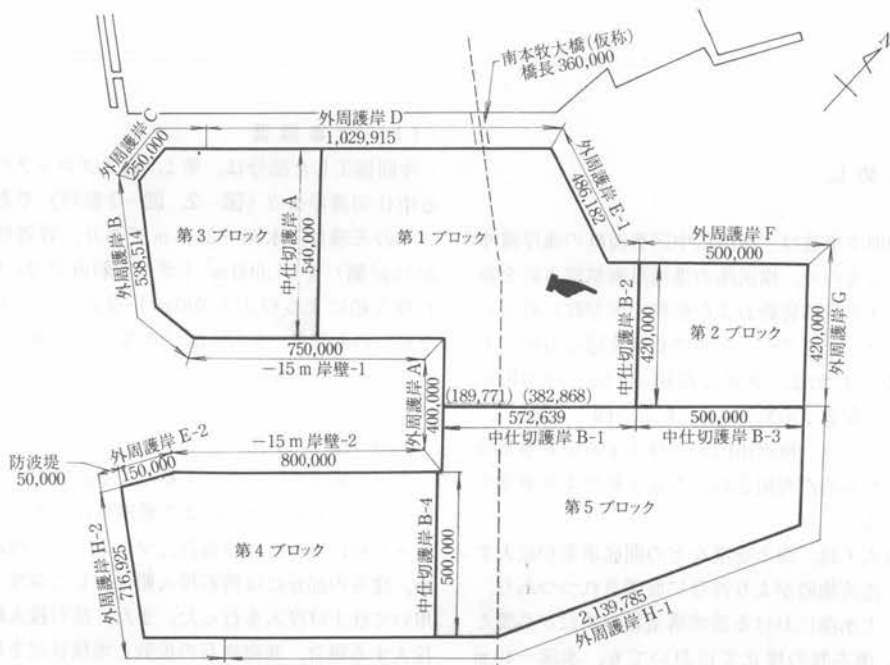 南本牧大橋(仮称)
橋長 360,000
N
外周護岸 C
250,000
外周護岸 D
1,029,915
外周護岸 E-1
486,182
外周護岸 F
500,000
外周護岸 B
538,514
第 3 ブロック
中仕切護岸 A
540,000
第 1 ブロック
中仕切護岸 B-2
420,000
第 2 ブロック
外周護岸 G
420,000
750,000
−15 m 岸壁-1
外周護岸 A
400,000
(189,771) (382,868)
572,639
中仕切護岸 B-1
500,000
中仕切護岸 B-3
防波堤
50,000
外周護岸 E-2
150,000
−15 m 岸壁-2
800,000
第 5 ブロック
外周護岸 H-2
716,925
第 4 ブロック
中仕切護岸 B-4
500,000
2,139,785
外周護岸 H-1